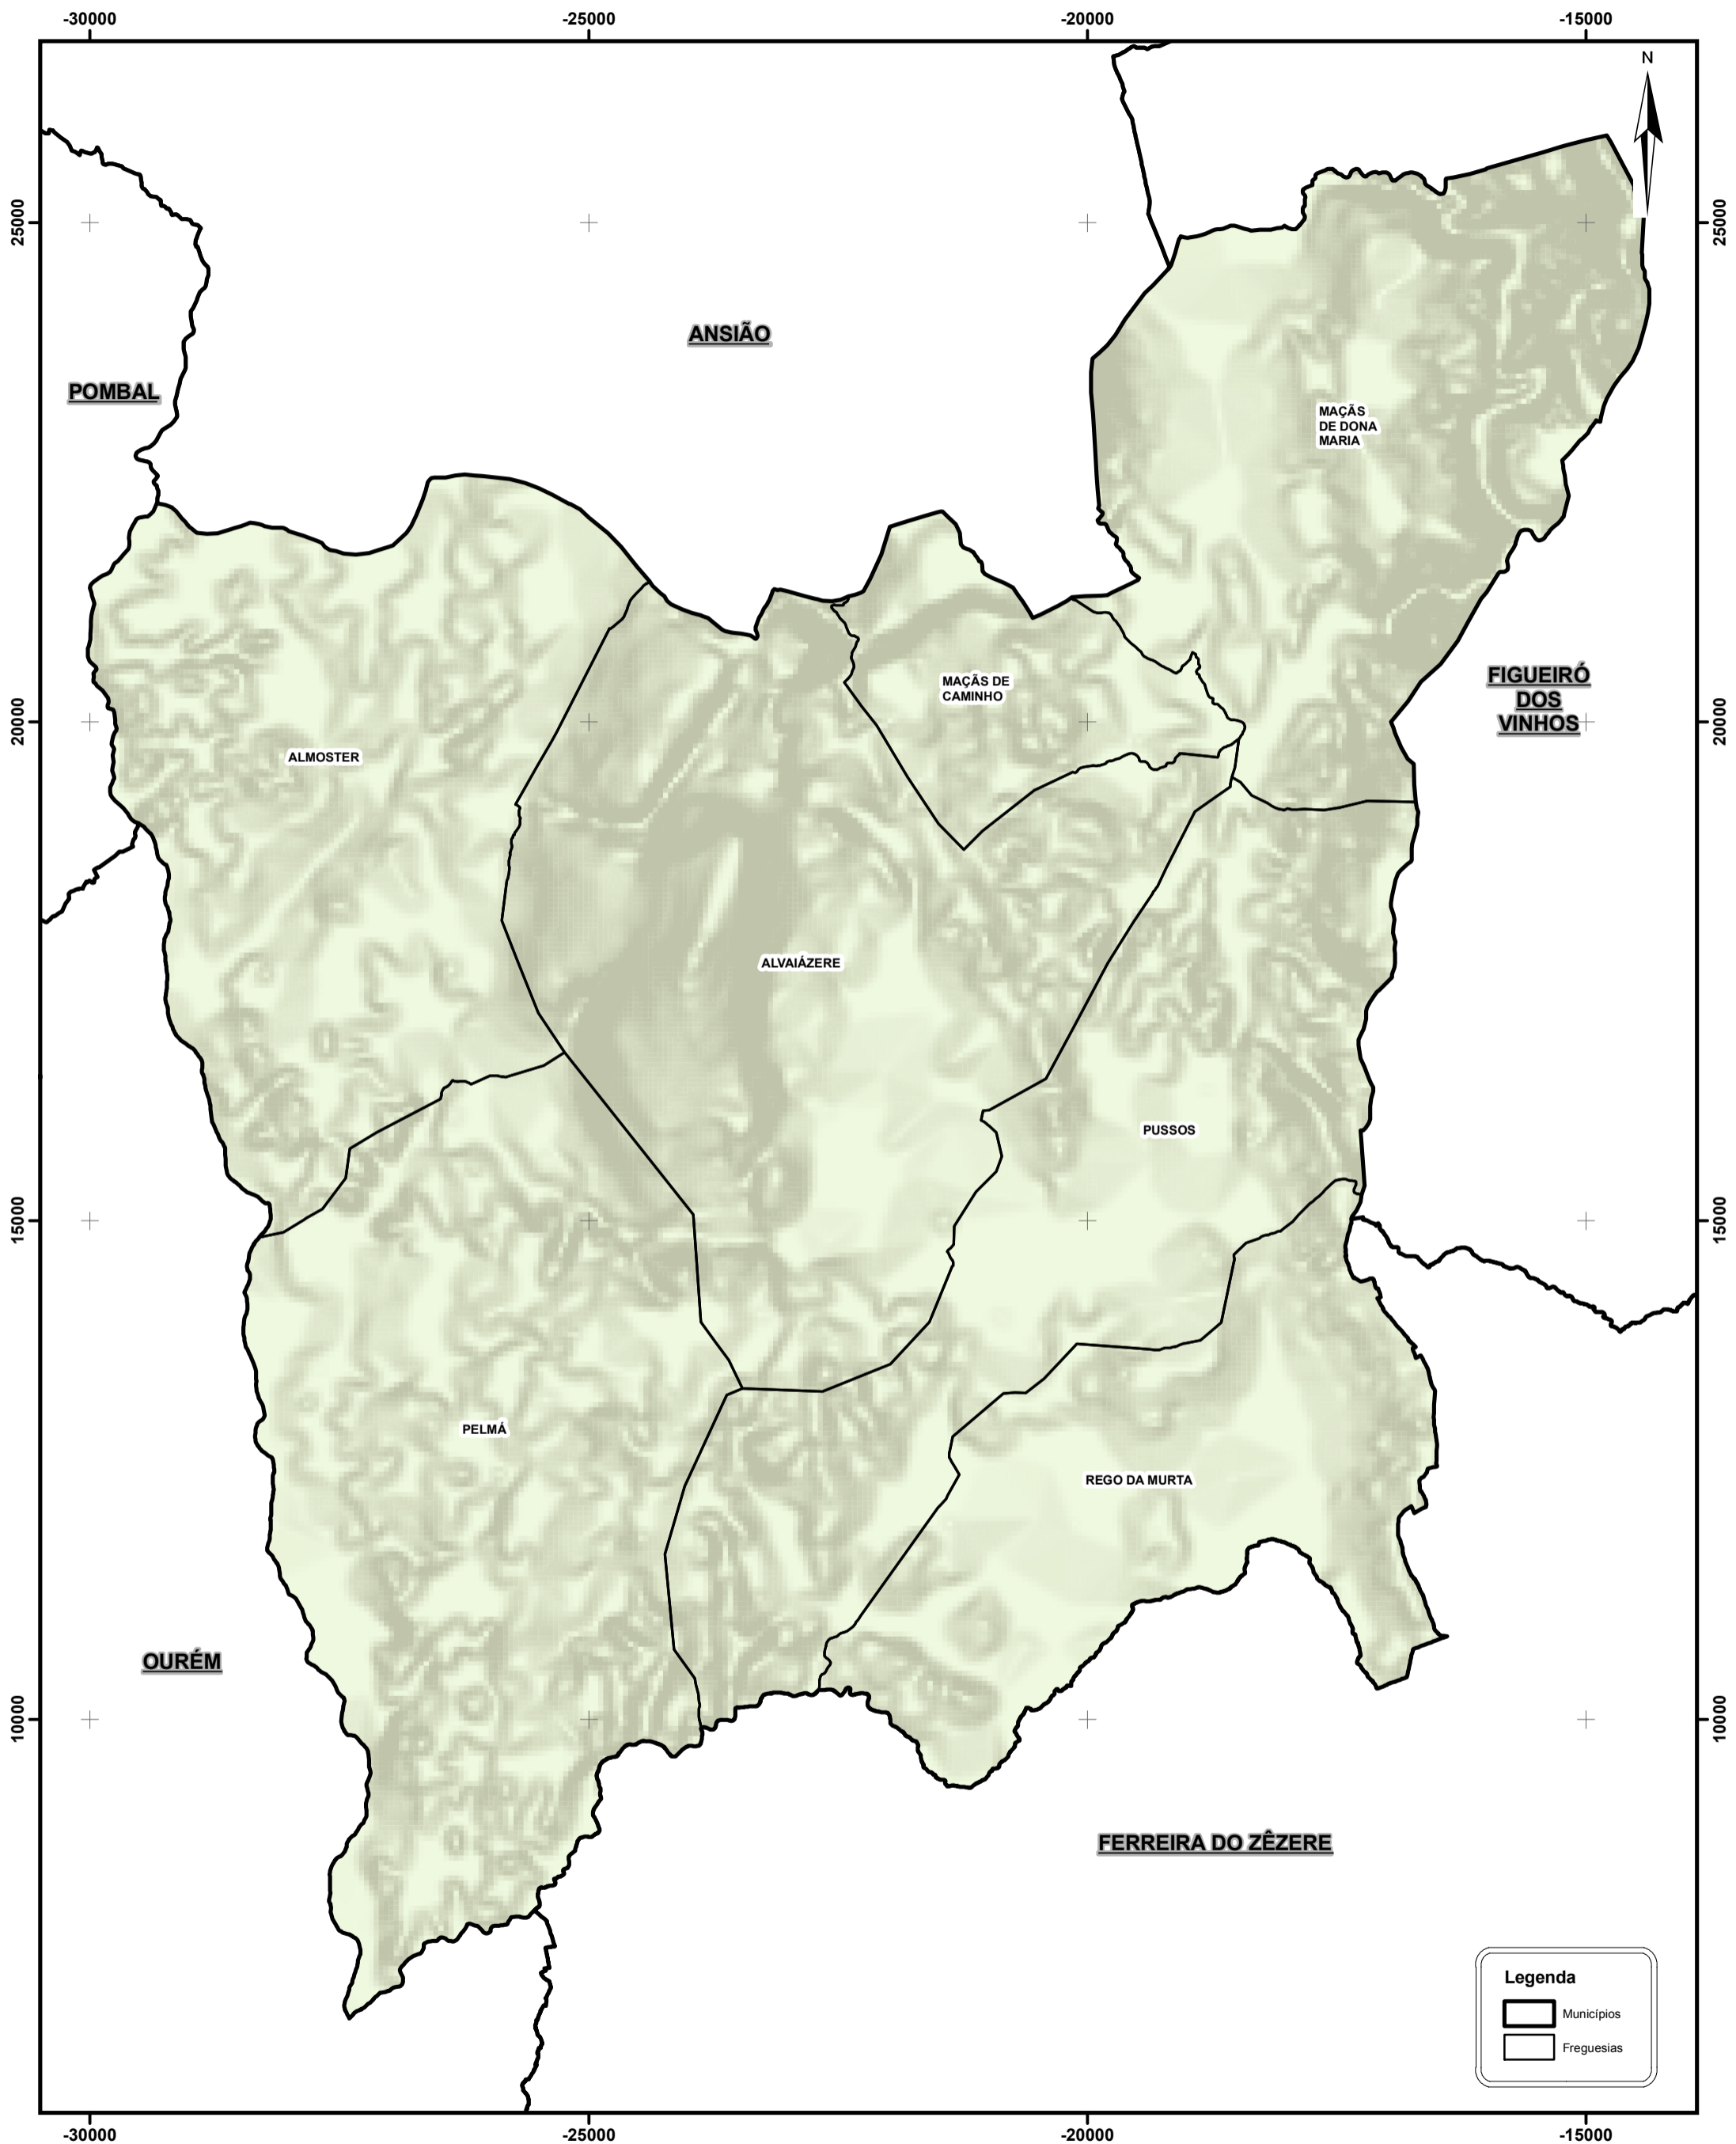 -30000
-25000
-20000
-15000
N
25000
25000
ANSIÃO
POMBAL
MAÇÃS
DE DONA
MARIA
MAÇÃS DE
CAMINHO
FIGUEIRÓ
DOS
VINHOS
20000
20000
ALMOSTER
ALVAIÁZERE
PUSSOS
15000
15000
PELMÁ
REGO DA MURTA
OURÉM
10000
10000
FERREIRA DO ZÊZERE
Legenda
Municípios
Freguesias
-30000
-25000
-20000
-15000